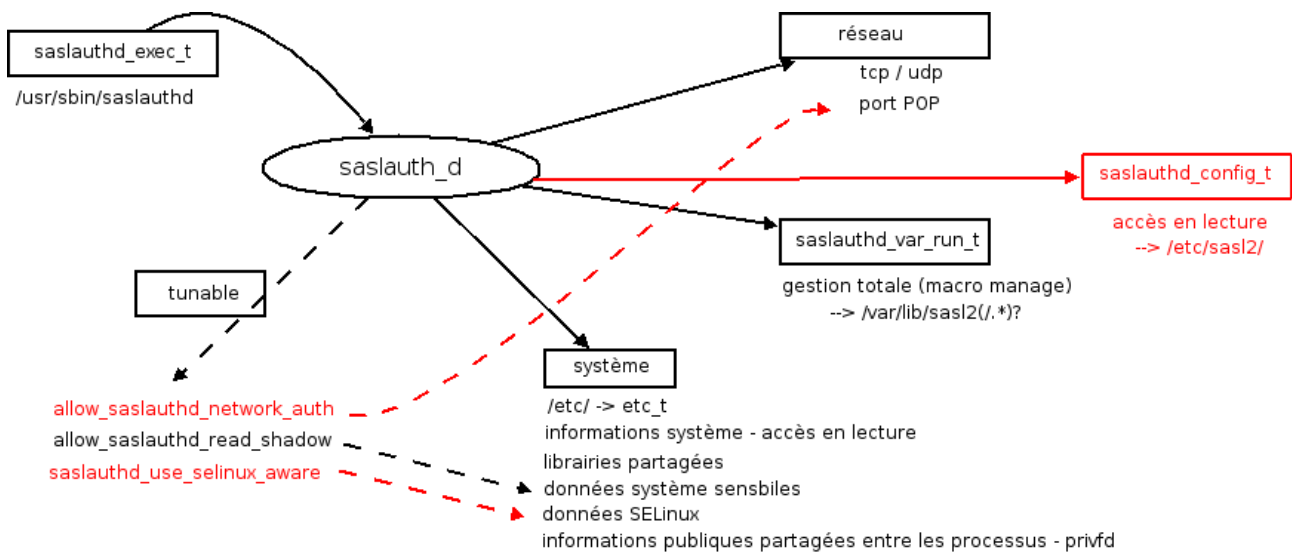 saslauthd_exec_t
/usr/sbin/saslauthd
réseau
tcp / udp
port POP
saslauth_d
saslauthd_config_t
accès en lecture
--> /etc/sasl2/
saslauthd_var_run_t
gestion totale (macro manage)
--> /var/lib/sasl2(/.*)?
tunable
système
/etc/ -> etc_t
informations système - accès en lecture
librairies partagées
données système sensbiles
données SELinux
informations publiques partagées entre les processus - privfd
allow_saslauthd_network_auth
allow_saslauthd_read_shadow
saslauthd_use_selinux_aware